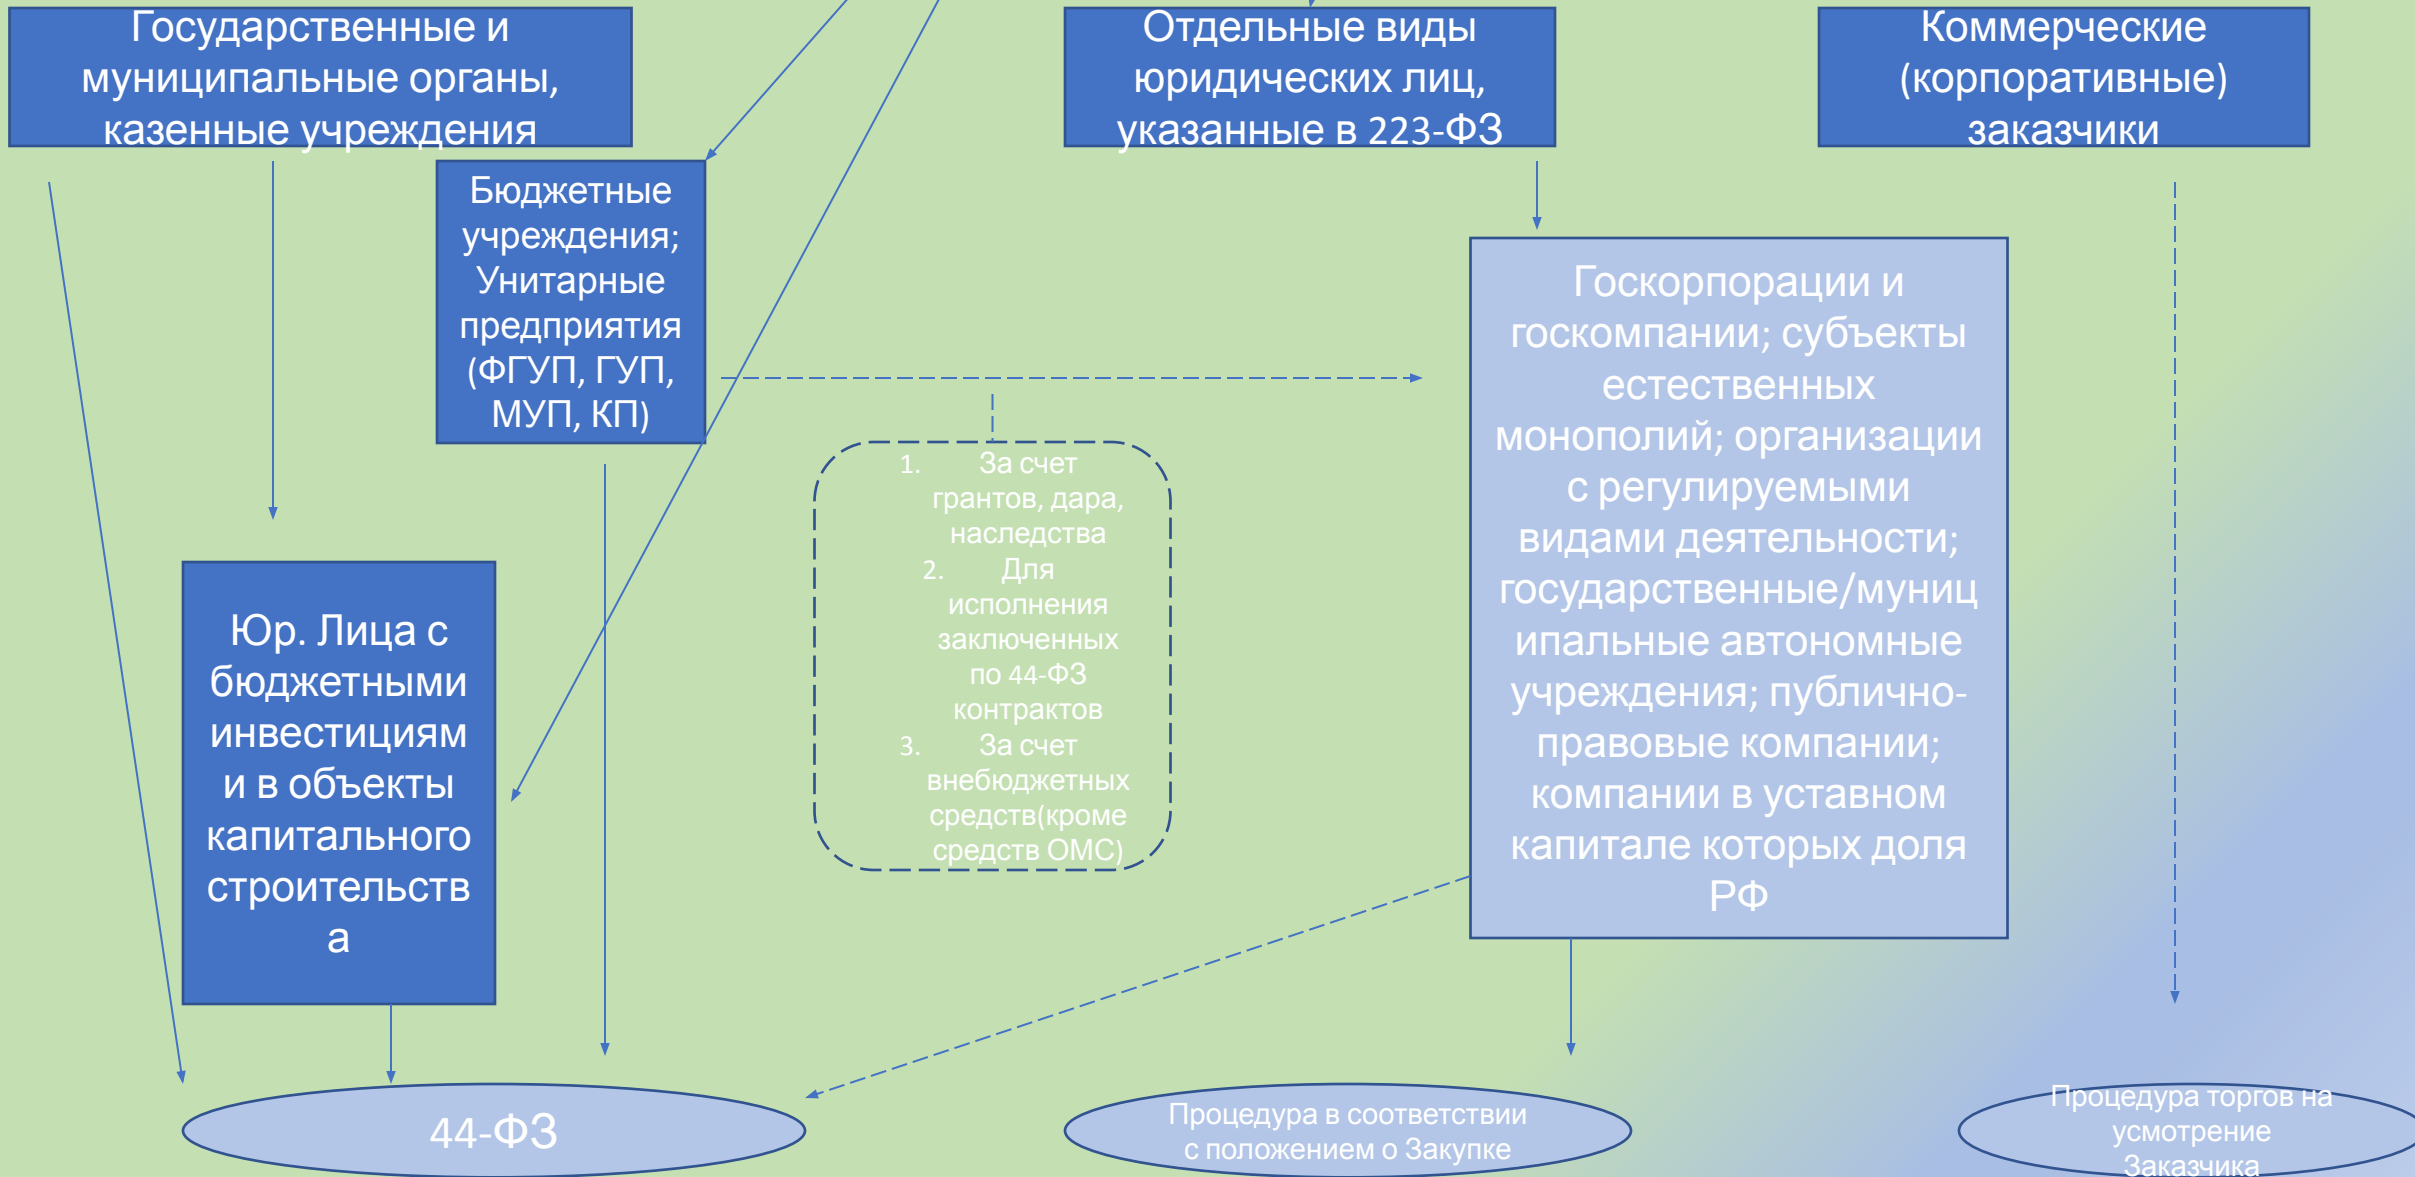 Государственные и
муниципальные органы,
казенные учреждения
Отдельные виды
юридических лиц,
указанные в 223-ФЗ
Коммерческие
(корпоративные)
заказчики
Бюджетные
учреждения;
Унитарные
предприятия
(ФГУП, ГУП,
МУП, КП)
Госкорпорации и
госкомпании; субъекты
естественных
монополий; организации
с регулируемыми
видами деятельности;
государственные/муниц
ипальные автономные
учреждения; публично-
правовые компании;
компании в уставном
капитале которых доля
РФ
1. За счет
грантов, дара,
наследства
2. Для
исполнения
заключенных
по 44-ФЗ
контрактов
3. За счет
внебюджетных
средств(кроме
средств ОМС)
Юр. Лица с
бюджетными
инвестициям
и в объекты
капитального
строительств
а
44-ФЗ
Процедура в соответствии
с положением о Закупке
Процедура торгов на
усмотрение
Заказчика